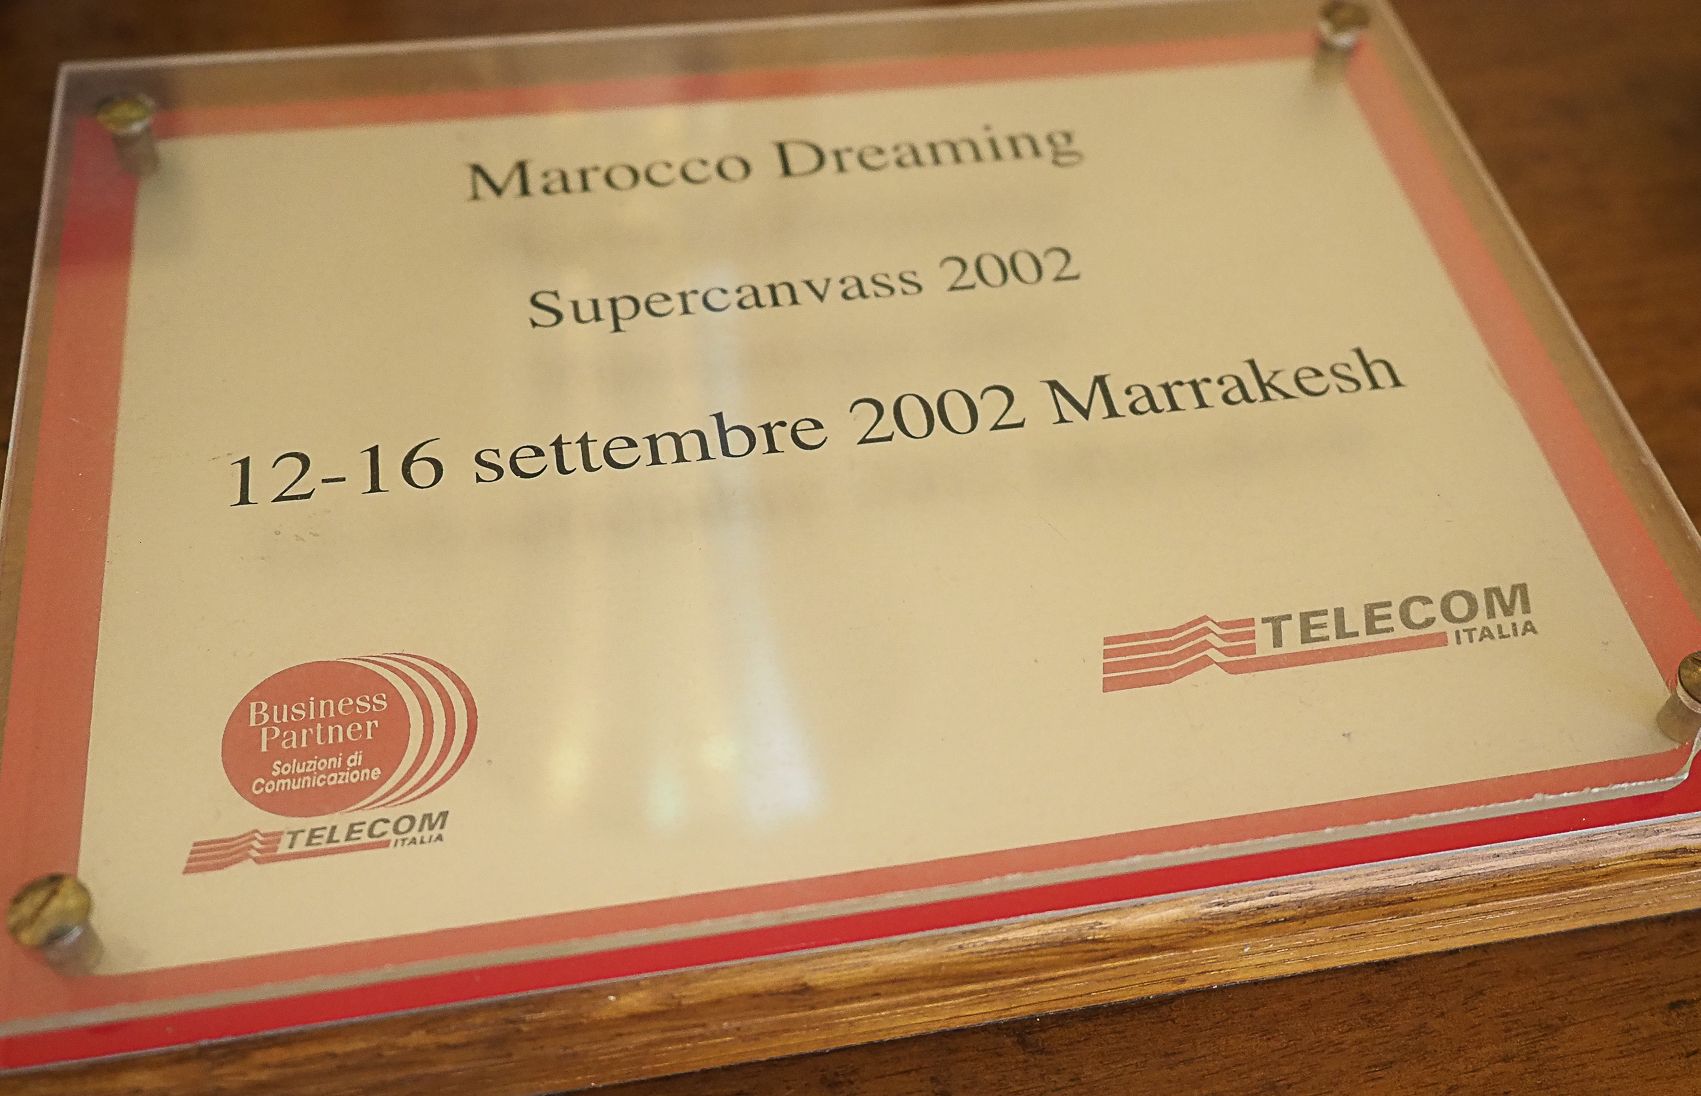 Marocco Dreaming
Supercanvass 2002
12-16 settembre 2002 Marrakesh
TELECOM
ITALIA
Business
Partner
Soluzioni di
Comunicazione
TELECOM
ITALIA